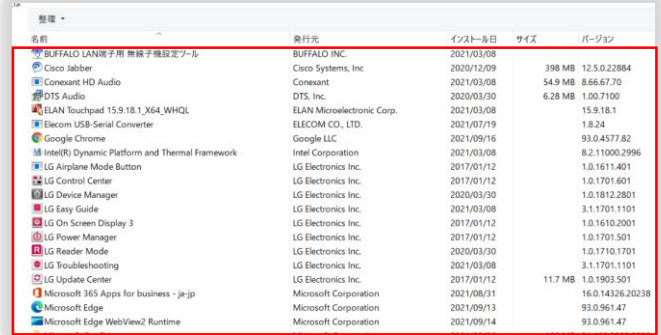 整理
名前 発行元 インストール日 サイズ バージョン
BUFFALO LAN端子用 無線子機設定ツール BUFFALO INC. 2021/03/08
Cisco Jabber Cisco Systems, Inc 2020/12/09 398 MB 12.5.0.22884
Conexant HD Audio Conexant 2021/03/08 54.9 MB 8.66.67.70
DTS Audio DTS, Inc. 2020/03/30 6.28 MB 1.00.7100
ELAN Touchpad 15.9.18.1_X64_WHQL ELAN Microelectronic Corp. 2021/03/08 15.9.18.1
Elecom USB-Serial Converter ELECOM CO., LTD. 2021/07/19 1.8.24
Google Chrome Google LLC 2021/09/16 93.0.4577.82
Intel(R) Dynamic Platform and Thermal Framework Intel Corporation 2021/03/08 8.2.11000.2996
LG Airplane Mode Button LG Electronics Inc. 2017/01/12 1.0.1611.401
LG Control Center LG Electronics Inc. 2017/01/12 1.0.1701.601
LG Device Manager LG Electronics Inc. 2020/03/30 1.0.1812.2801
LG Easy Guide LG Electronics Inc. 2021/03/08 3.1.1701.1101
LG On Screen Display 3 LG Electronics Inc. 2017/01/12 1.0.1610.2001
LG Power Manager LG Electronics Inc. 2017/01/12 1.0.1701.501
LG Reader Mode LG Electronics Inc. 2020/03/30 1.0.1710.1701
LG Troubleshooting LG Electronics Inc. 2021/03/08 3.1.1701.1101
LG Update Center LG Electronics Inc. 2017/01/12 11.7 MB 1.0.1903.501
Microsoft 365 Apps for business - ja-jp Microsoft Corporation 2021/08/31 16.0.14326.20238
Microsoft Edge Microsoft Corporation 2021/09/13 93.0.961.47
Microsoft Edge WebView2 Runtime Microsoft Corporation 2021/09/14 93.0.961.47